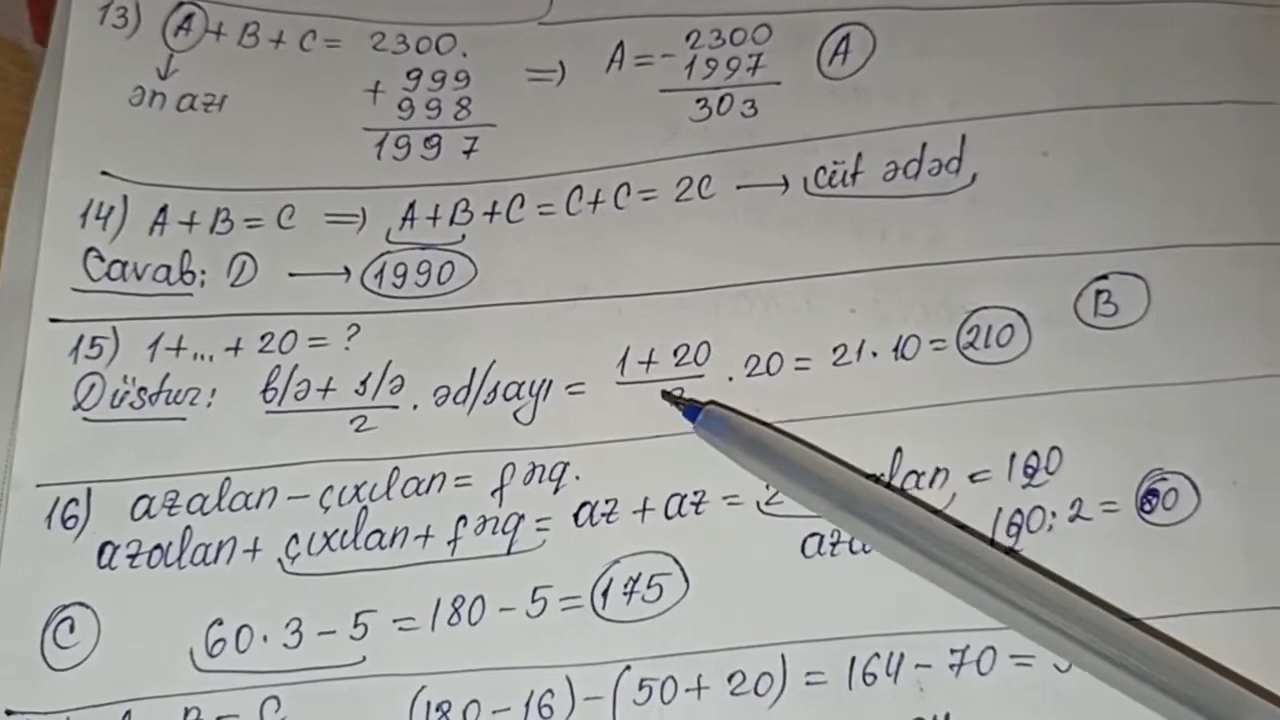 13) A + B + C = 2300. => A = - 2300
ən azı + 999 1997 A
998 303
1997
14) A + B = C => A + B + C = C + C = 2C → cüt ədəd,
Cavab: D → 1990
15) 1 + ... + 20 = ? B
Düstur: b/ə + s/ə / 2 . əd/sayı = 1 + 20 / . 20 = 21 . 10 = 210
16) azalan - çıxılan = fərq.
azalan + çıxılan + fərq = az + az = 2 = 120
120 : 2 = 60
C 60 . 3 - 5 = 180 - 5 = 175
(180 - 16) - (50 + 20) = 164 - 70 =